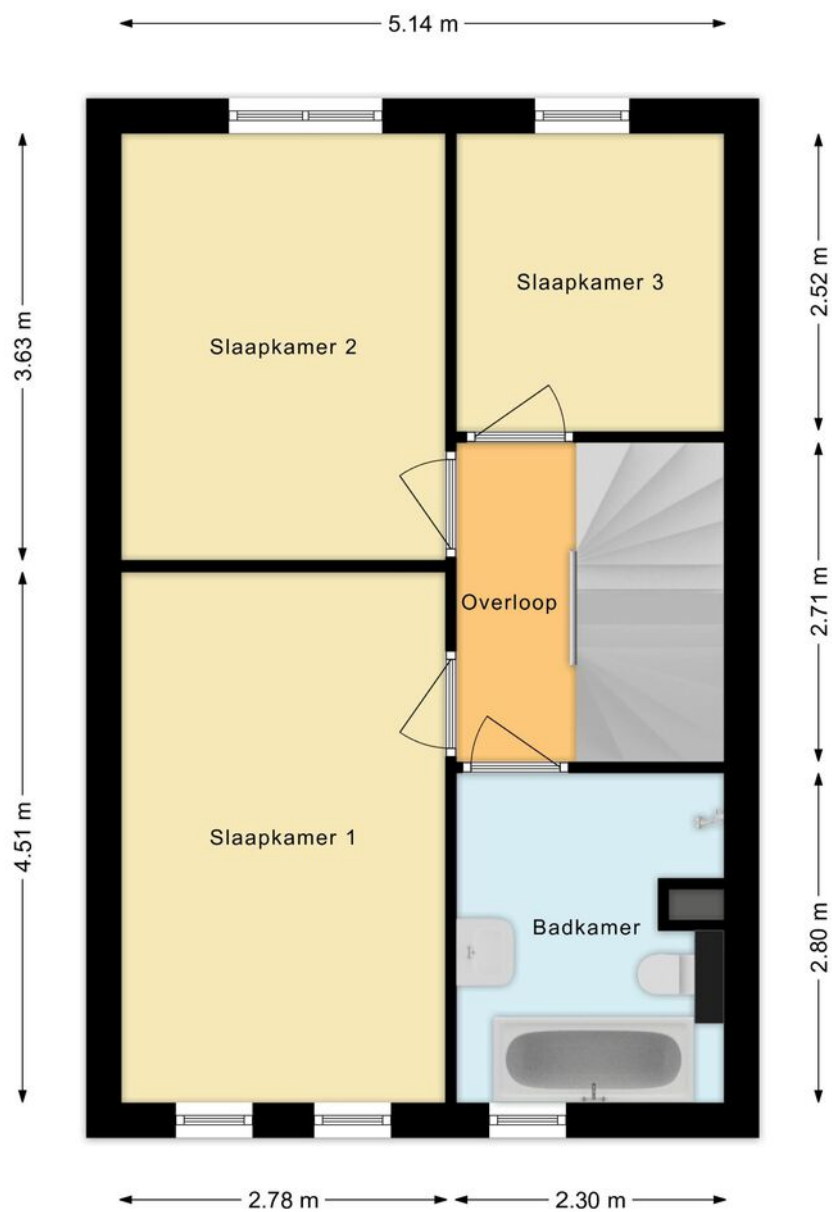 5.14 m
Slaapkamer 2
Slaapkamer 3
3.63 m
2.52 m
Overloop
2.71 m
Slaapkamer 1
4.51 m
Badkamer
2.80 m
2.78 m
2.30 m